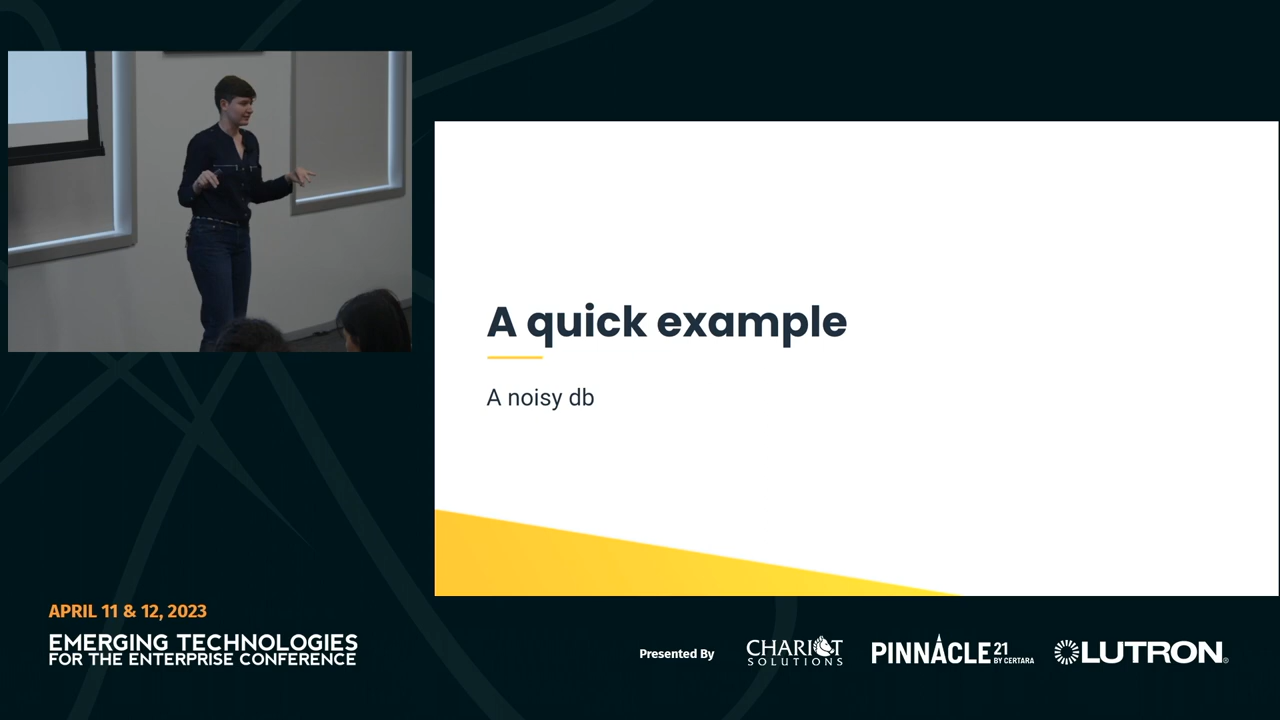 A quick example
A noisy db
APRIL 11 & 12, 2023
EMERGING TECHNOLOGIES
FOR THE ENTERPRISE CONFERENCE
Presented By
CHARIOT
SOLUTIONS
PINNACLE 21
BY CERTARA
LUTRON®